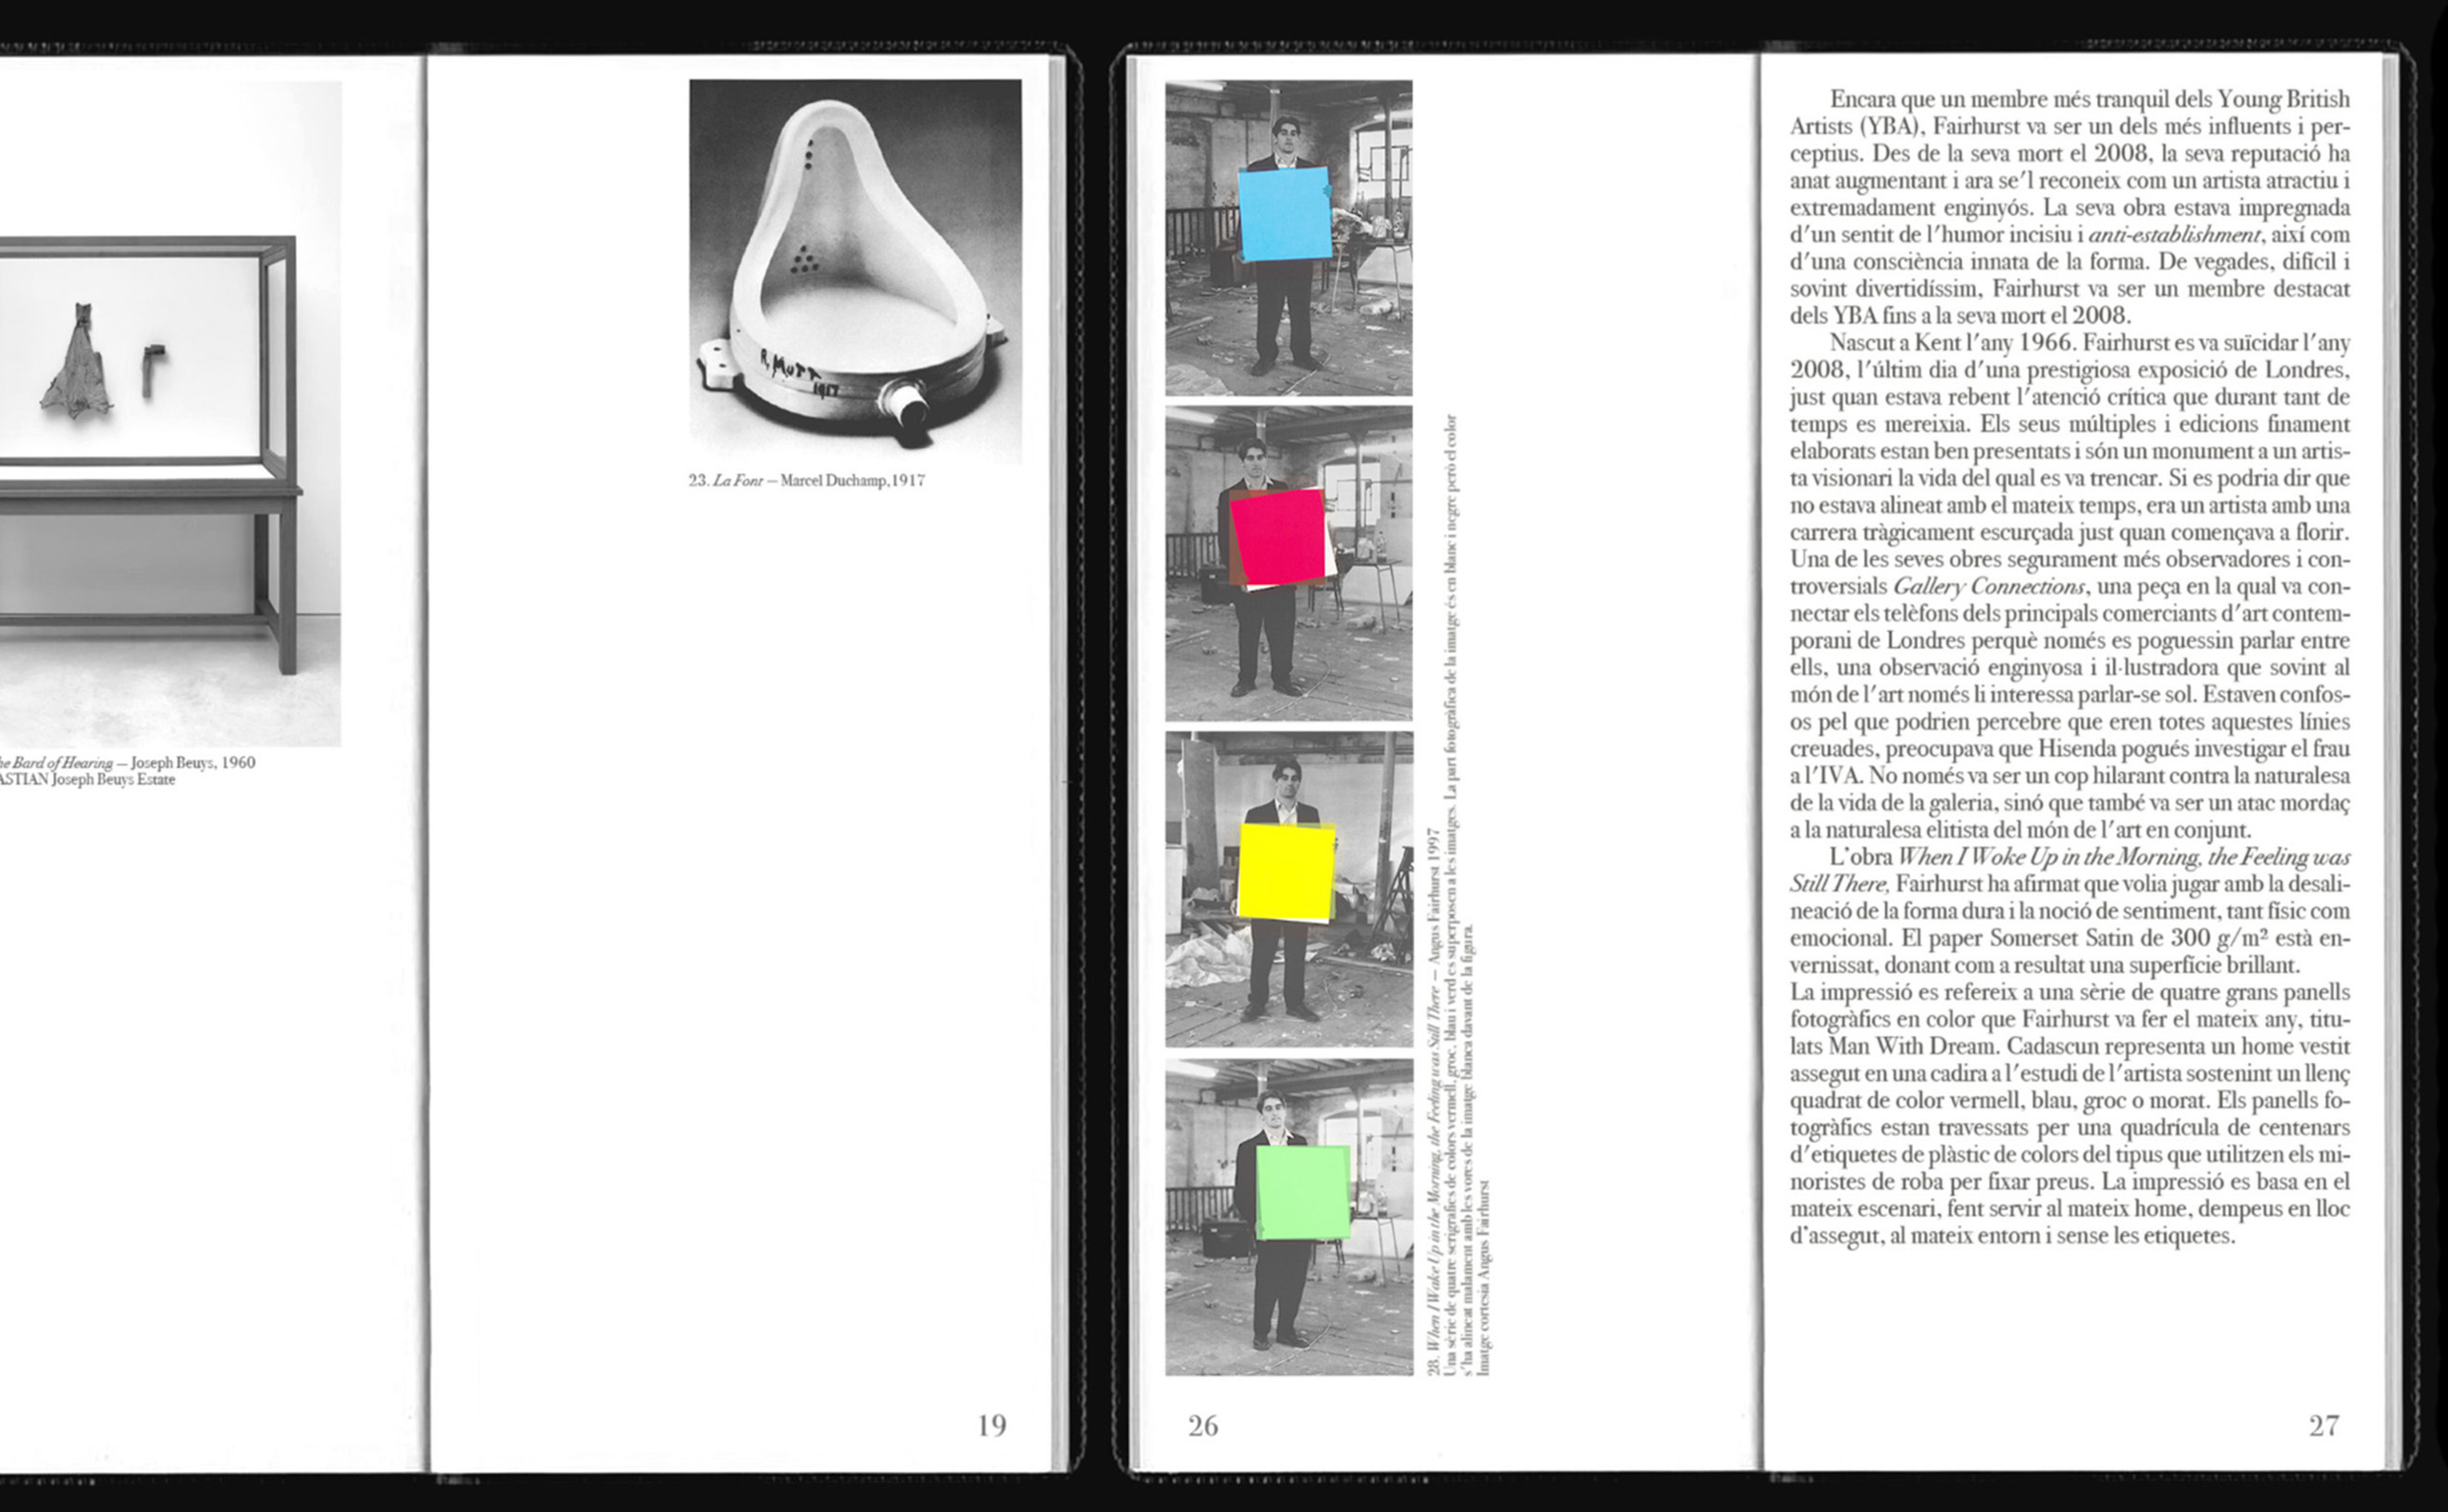 he Bard of Hearing — Joseph Beuys, 1960
ASTIAN Joseph Beuys Estate
R. MUTT
1917
23. La Font — Marcel Duchamp, 1917
19
28. When I Woke Up in the Morning, the Feeling was Still There — Angus Fairhurst 1997
Una sèrie de quatre serigrafies de colors vermell, groc, blau i verd es superposen a les imatges. La part fotogràfica de la imatge és en blanc i negre però el color
s'ha alineat malament amb les vores de la imatge blanca davant de la figura.
Imatge cortesia Angus Fairhurst
26
Encara que un membre més tranquil dels Young British
Artists (YBA), Fairhurst va ser un dels més influents i per-
ceptius. Des de la seva mort el 2008, la seva reputació ha
anat augmentant i ara se'l reconeix com un artista atractiu i
extremadament enginyós. La seva obra estava impregnada
d'un sentit de l'humor incisiu i anti-establishment, així com
d'una consciència innata de la forma. De vegades, difícil i
sovint divertidíssim, Fairhurst va ser un membre destacat
dels YBA fins a la seva mort el 2008.
Nascut a Kent l'any 1966. Fairhurst es va suïcidar l'any
2008, l'últim dia d'una prestigiosa exposició de Londres,
just quan estava rebent l'atenció crítica que durant tant de
temps es mereixia. Els seus múltiples i edicions finament
elaborats estan ben presentats i són un monument a un artis-
ta visionari la vida del qual es va trencar. Si es podria dir que
no estava alineat amb el mateix temps, era un artista amb una
carrera tràgicament escurçada just quan començava a florir.
Una de les seves obres segurament més observadores i con-
troversials Gallery Connections, una peça en la qual va con-
nectar els telèfons dels principals comerciants d'art contem-
porani de Londres perquè només es poguessin parlar entre
ells, una observació enginyosa i il·lustradora que sovint al
món de l'art només li interessa parlar-se sol. Estaven confos-
os pel que podrien percebre que eren totes aquestes línies
creuades, preocupava que Hisenda pogués investigar el frau
a l'IVA. No només va ser un cop hilarant contra la naturalesa
de la vida de la galeria, sinó que també va ser un atac mordaç
a la naturalesa elitista del món de l'art en conjunt.
L'obra When I Woke Up in the Morning, the Feeling was
Still There, Fairhurst ha afirmat que volia jugar amb la desali-
neació de la forma dura i la noció de sentiment, tant físic com
emocional. El paper Somerset Satin de 300 g/m² està en-
vernissat, donant com a resultat una superfície brillant.
La impressió es refereix a una sèrie de quatre grans panells
fotogràfics en color que Fairhurst va fer el mateix any, titu-
lats Man With Dream. Cadascun representa un home vestit
assegut en una cadira a l'estudi de l'artista sostenint un llenç
quadrat de color vermell, blau, groc o morat. Els panells fo-
togràfics estan travessats per una quadrícula de centenars
d'etiquetes de plàstic de colors del tipus que utilitzen els mi-
noristes de roba per fixar preus. La impressió es basa en el
mateix escenari, fent servir al mateix home, dempeus en lloc
d'assegut, al mateix entorn i sense les etiquetes.
27